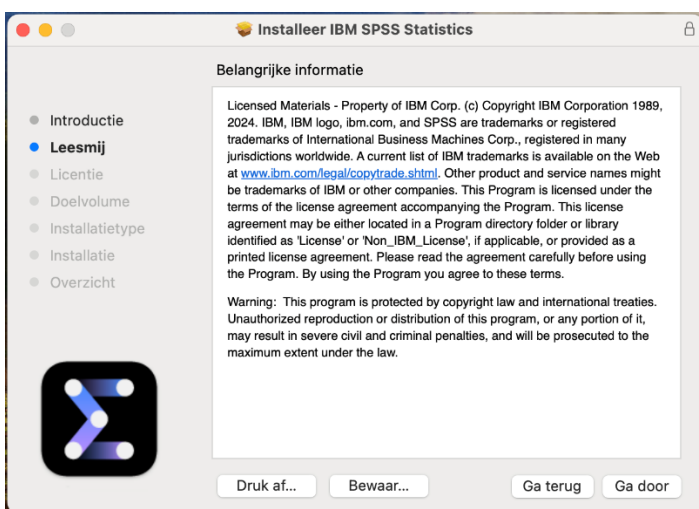 Installeer IBM SPSS Statistics
Belangrijke informatie
Introductie
Leesmij
Licentie
Doelvolume
Installatietype
Installatie
Overzicht
Licensed Materials - Property of IBM Corp. (c) Copyright IBM Corporation 1989,
2024. IBM, IBM logo, ibm.com, and SPSS are trademarks or registered
trademarks of International Business Machines Corp., registered in many
jurisdictions worldwide. A current list of IBM trademarks is available on the Web
at www.ibm.com/legal/copytrade.shtml. Other product and service names might
be trademarks of IBM or other companies. This Program is licensed under the
terms of the license agreement accompanying the Program. This license
agreement may be either located in a Program directory folder or library
identified as 'License' or 'Non_IBM_License', if applicable, or provided as a
printed license agreement. Please read the agreement carefully before using
the Program. By using the Program you agree to these terms.
Warning:  This program is protected by copyright law and international treaties.
Unauthorized reproduction or distribution of this program, or any portion of it,
may result in severe civil and criminal penalties, and will be prosecuted to the
maximum extent under the law.
Druk af...
Bewaar...
Ga terug
Ga door